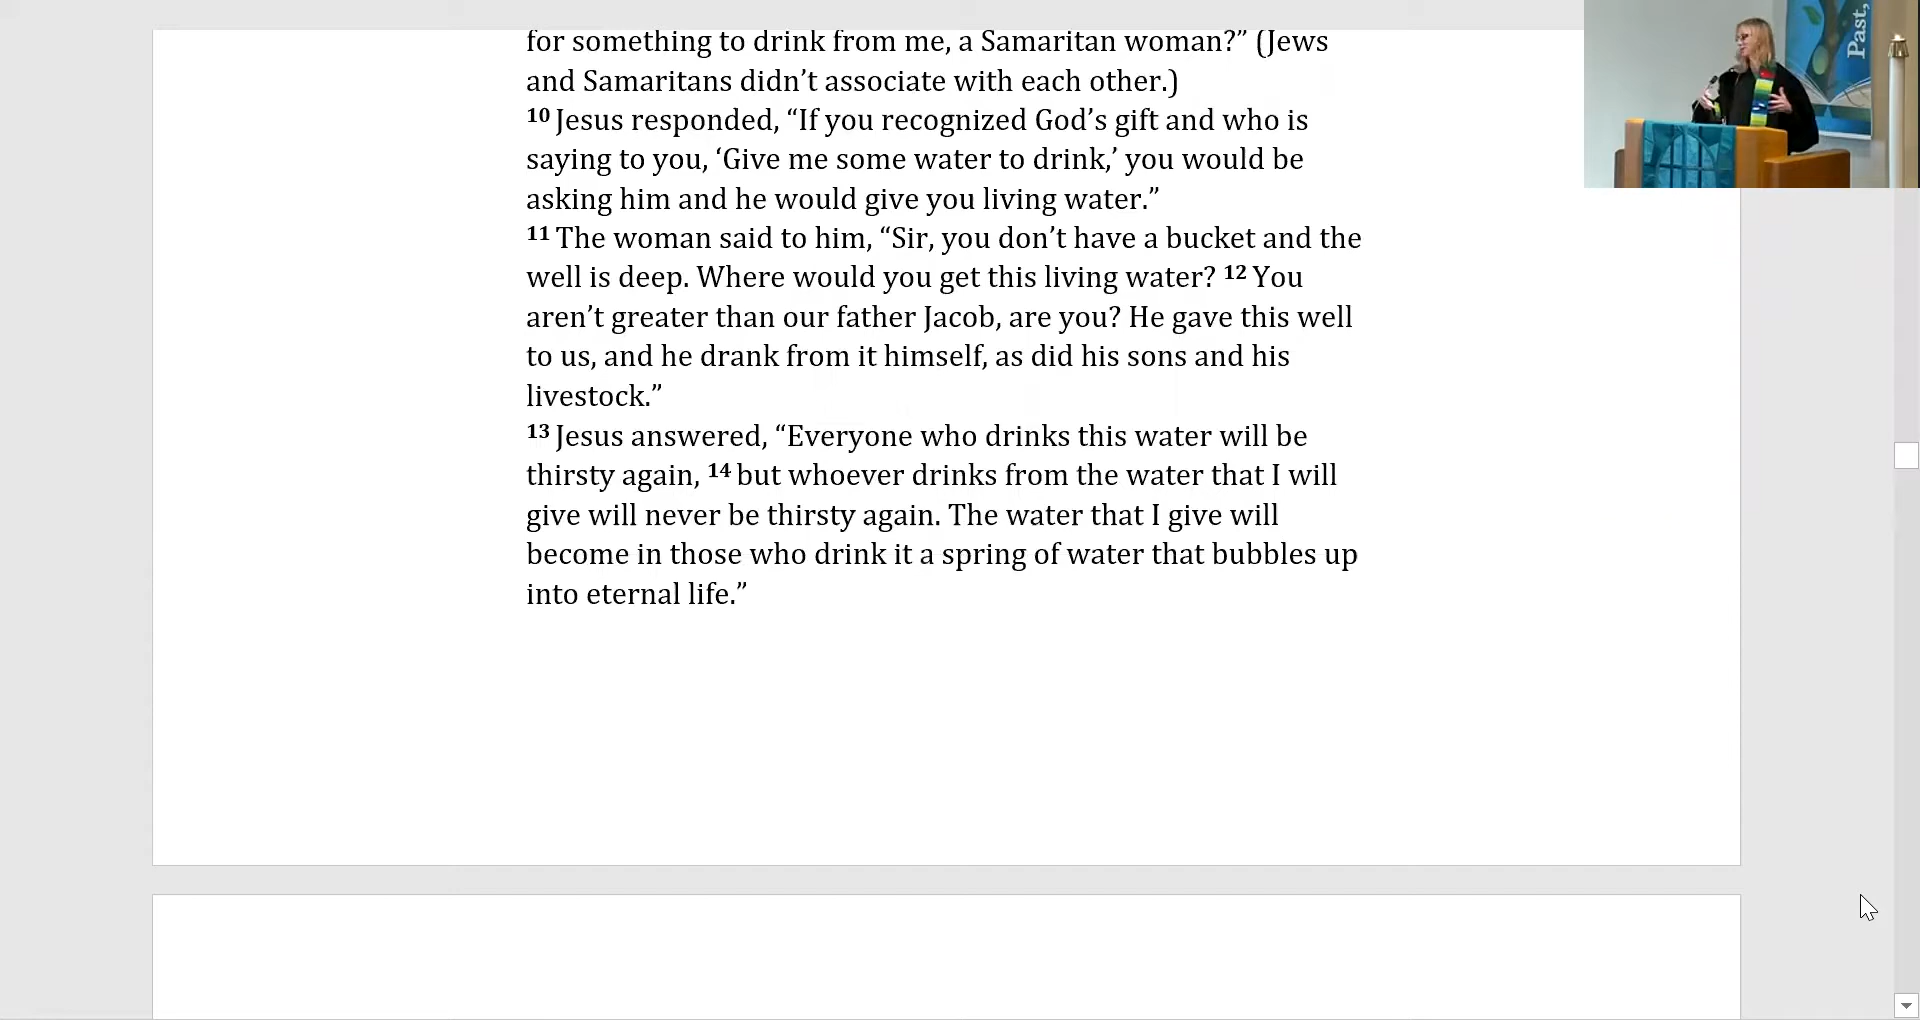 for something to drink from me, a Samaritan woman?” (Jews
and Samaritans didn’t associate with each other.)
10 Jesus responded, “If you recognized God’s gift and who is
saying to you, ‘Give me some water to drink,’ you would be
asking him and he would give you living water.”
11 The woman said to him, “Sir, you don’t have a bucket and the
well is deep. Where would you get this living water? 12 You
aren’t greater than our father Jacob, are you? He gave this well
to us, and he drank from it himself, as did his sons and his
livestock.”
13 Jesus answered, “Everyone who drinks this water will be
thirsty again, 14 but whoever drinks from the water that I will
give will never be thirsty again. The water that I give will
become in those who drink it a spring of water that bubbles up
into eternal life.”
Past,